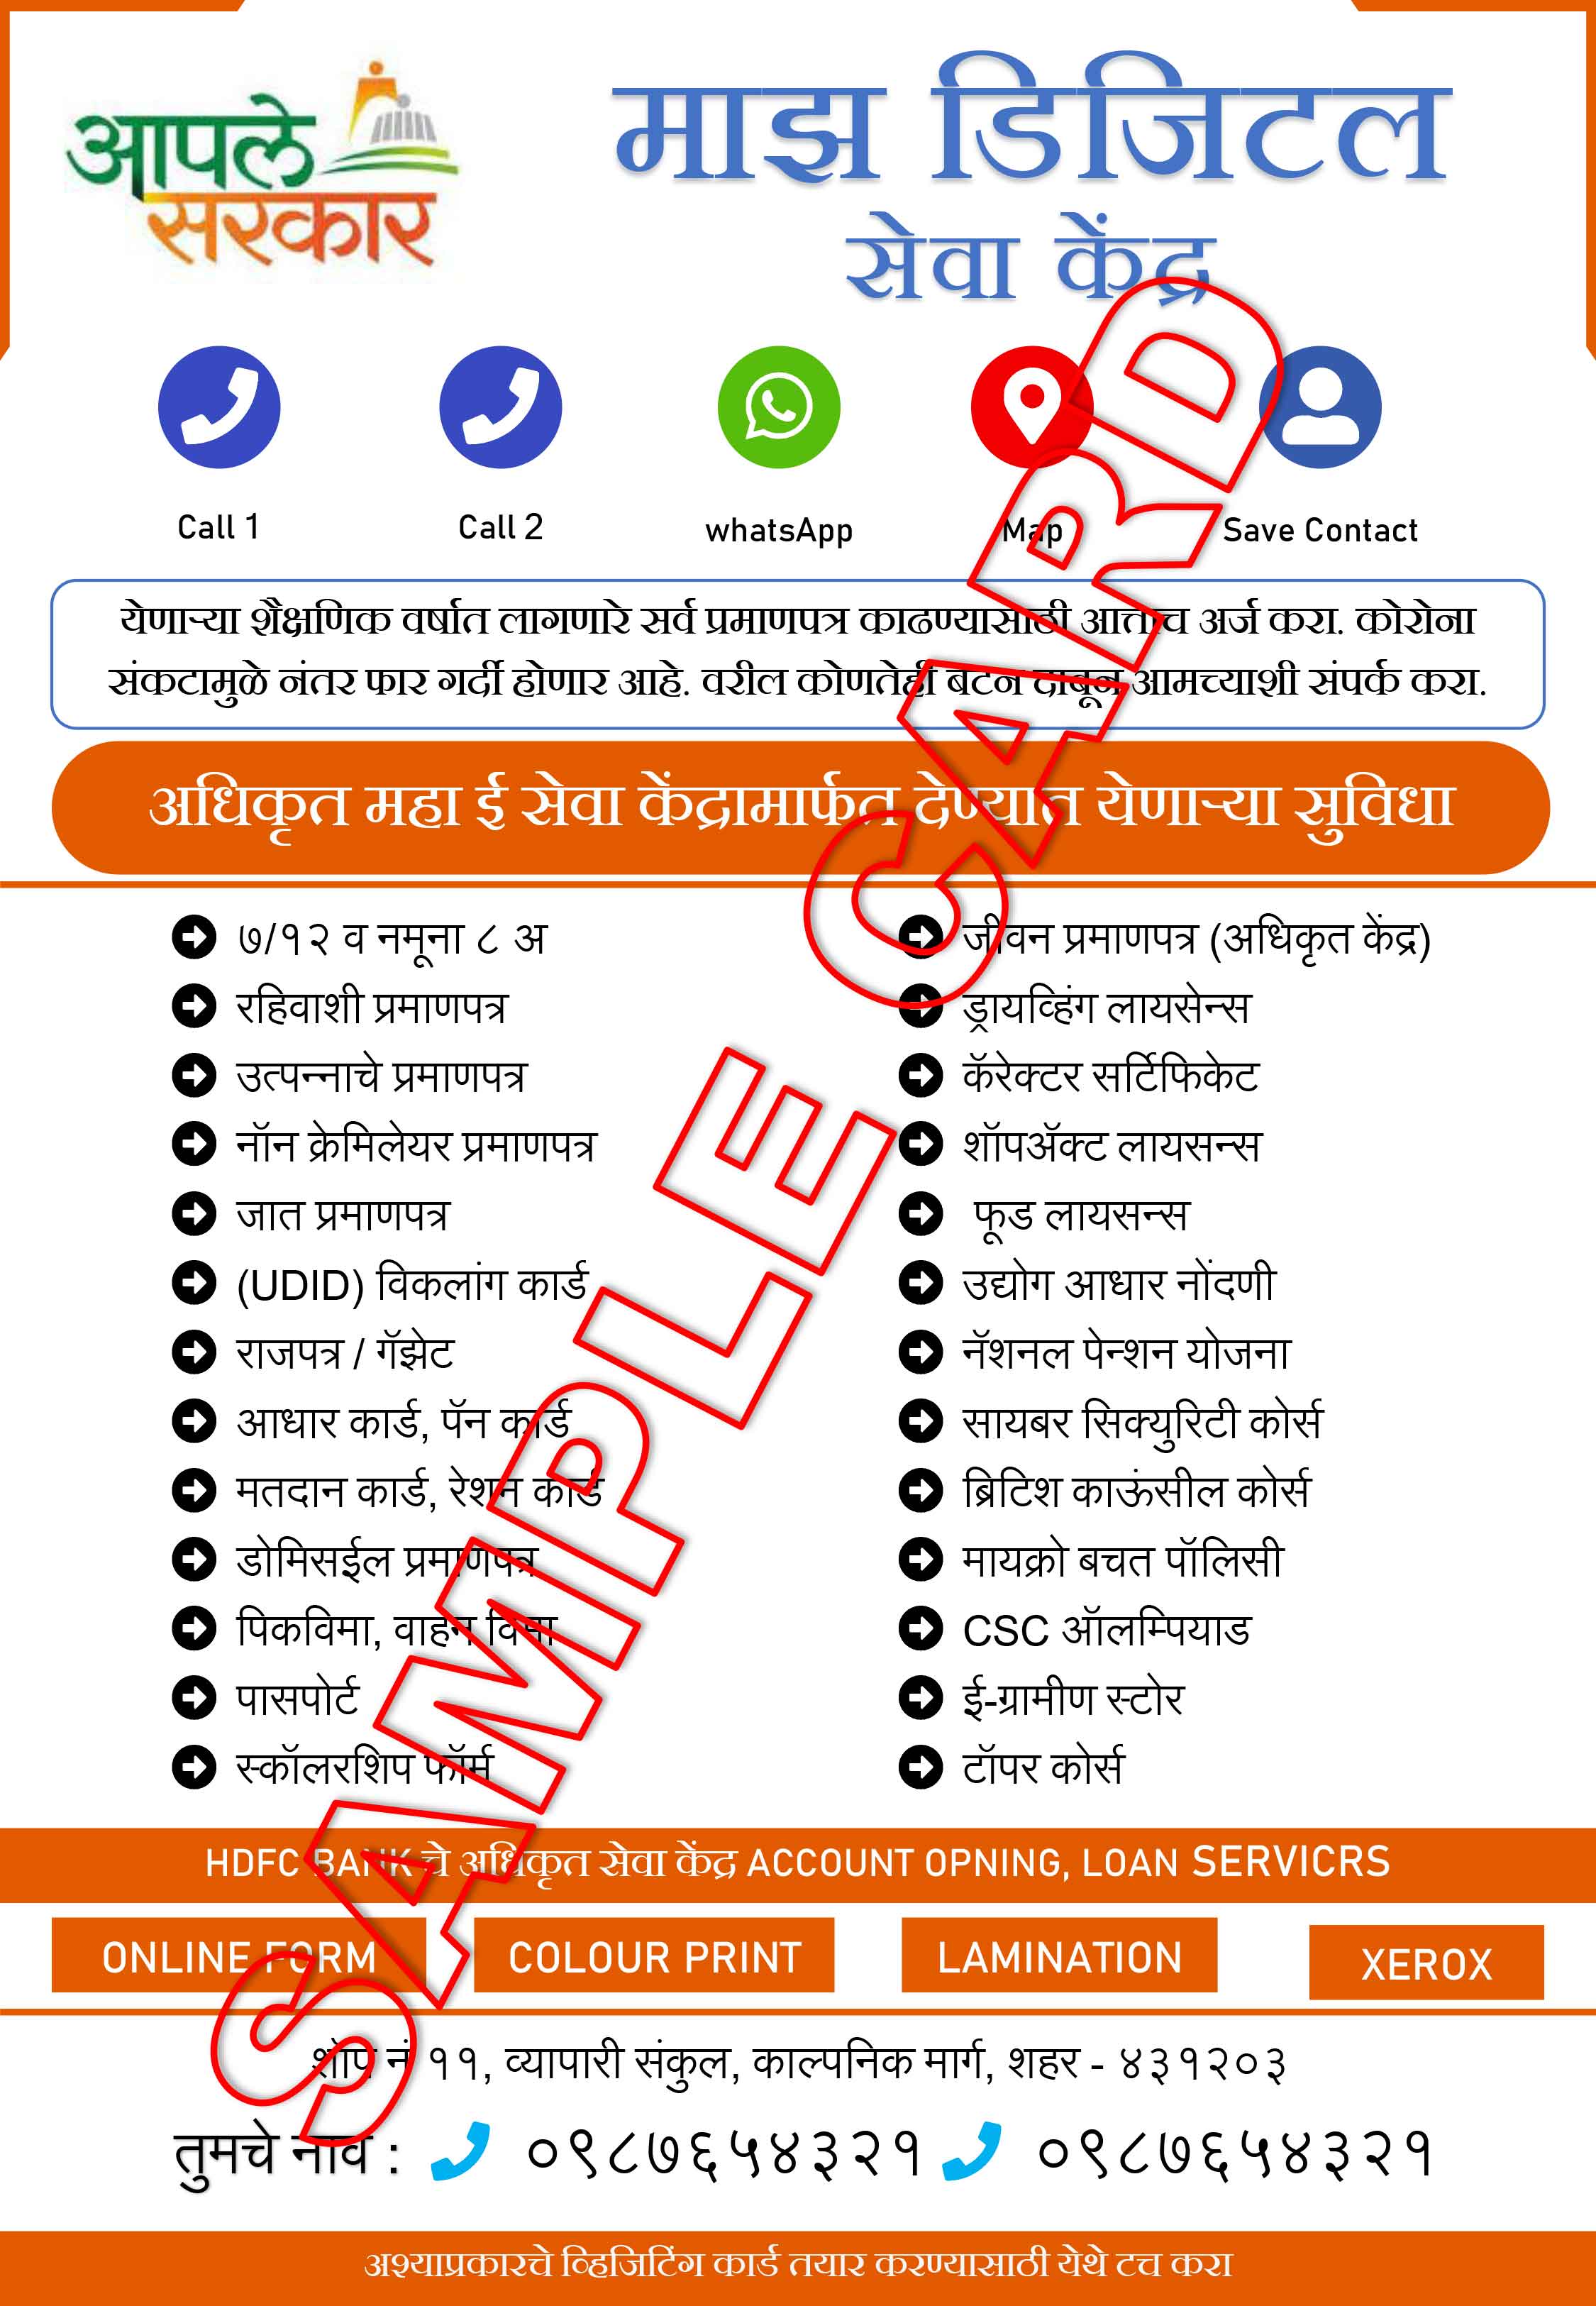 आपले
सरकार
माझ डिजिटल
सेवा केंद्र
Call 1
Call 2
whatsApp
Map
Save Contact
येणाऱ्या शैक्षणिक वर्षात लागणारे सर्व प्रमाणपत्र काढण्यासाठी आत्ताच अर्ज करा. कोरोना
संकटामुळे नंतर फार गर्दी होणार आहे. वरील कोणतेही बटन दाबून आमच्याशी संपर्क करा.
अधिकृत महा ई सेवा केंद्रामार्फत देण्यात येणाऱ्या सुविधा
७/१२ व नमूना ८ अ
रहिवाशी प्रमाणपत्र
उत्पन्नाचे प्रमाणपत्र
नॉन क्रेमिलेयर प्रमाणपत्र
जात प्रमाणपत्र
(UDID) विकलांग कार्ड
राजपत्र / गॅझेट
आधार कार्ड, पॅन कार्ड
मतदान कार्ड, रेशन कार्ड
डोमिसईल प्रमाणपत्र
पिकविमा, वाहन विमा
पासपोर्ट
स्कॉलरशिप फॉर्म
जीवन प्रमाणपत्र (अधिकृत केंद्र)
ड्रायव्हिंग लायसेन्स
कॅरेक्टर सर्टिफिकेट
शॉपॲक्ट लायसन्स
फूड लायसन्स
उद्योग आधार नोंदणी
नॅशनल पेन्शन योजना
सायबर सिक्युरिटी कोर्स
ब्रिटिश काऊंसील कोर्स
मायक्रो बचत पॉलिसी
CSC ऑलम्पियाड
ई-ग्रामीण स्टोर
टॉपर कोर्स
HDFC BANK चे अधिकृत सेवा केंद्र ACCOUNT OPNING, LOAN SERVICRS
ONLINE FORM
COLOUR PRINT
LAMINATION
XEROX
शॉप नं ११, व्यापारी संकुल, काल्पनिक मार्ग, शहर - ४३१२०३
तुमचे नाव : ०९८७६५४३२१ ०९८७६५४३२१
अश्याप्रकारचे व्हिजिटिंग कार्ड तयार करण्यासाठी येथे टच करा
SAMPLE CARD